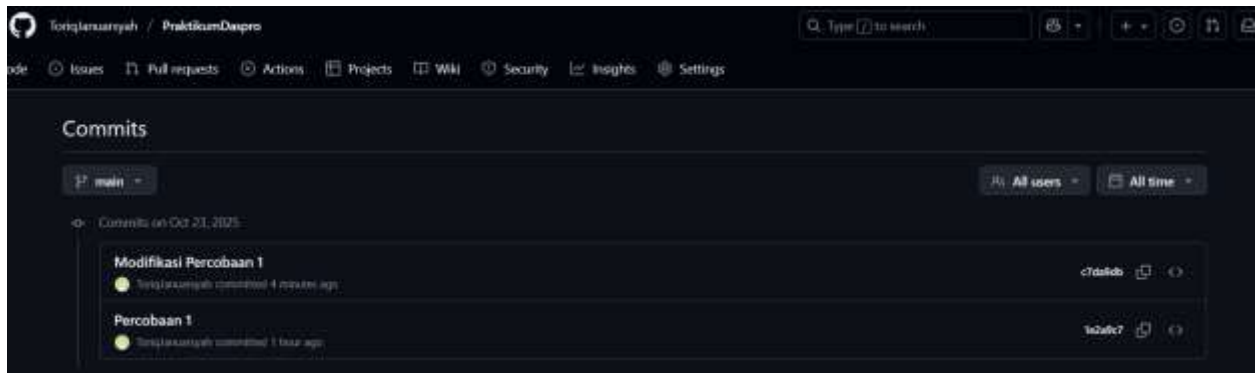 / PraktikumDaspro
Type / to search
ode Issues Pull requests Actions Projects Wiki Security Insights Settings
Commits
main
All users All time
Commits on Oct 23, 2025
Modifikasi Percobaan 1
committed 4 minutes ago
Percobaan 1
committed 1 hour ago